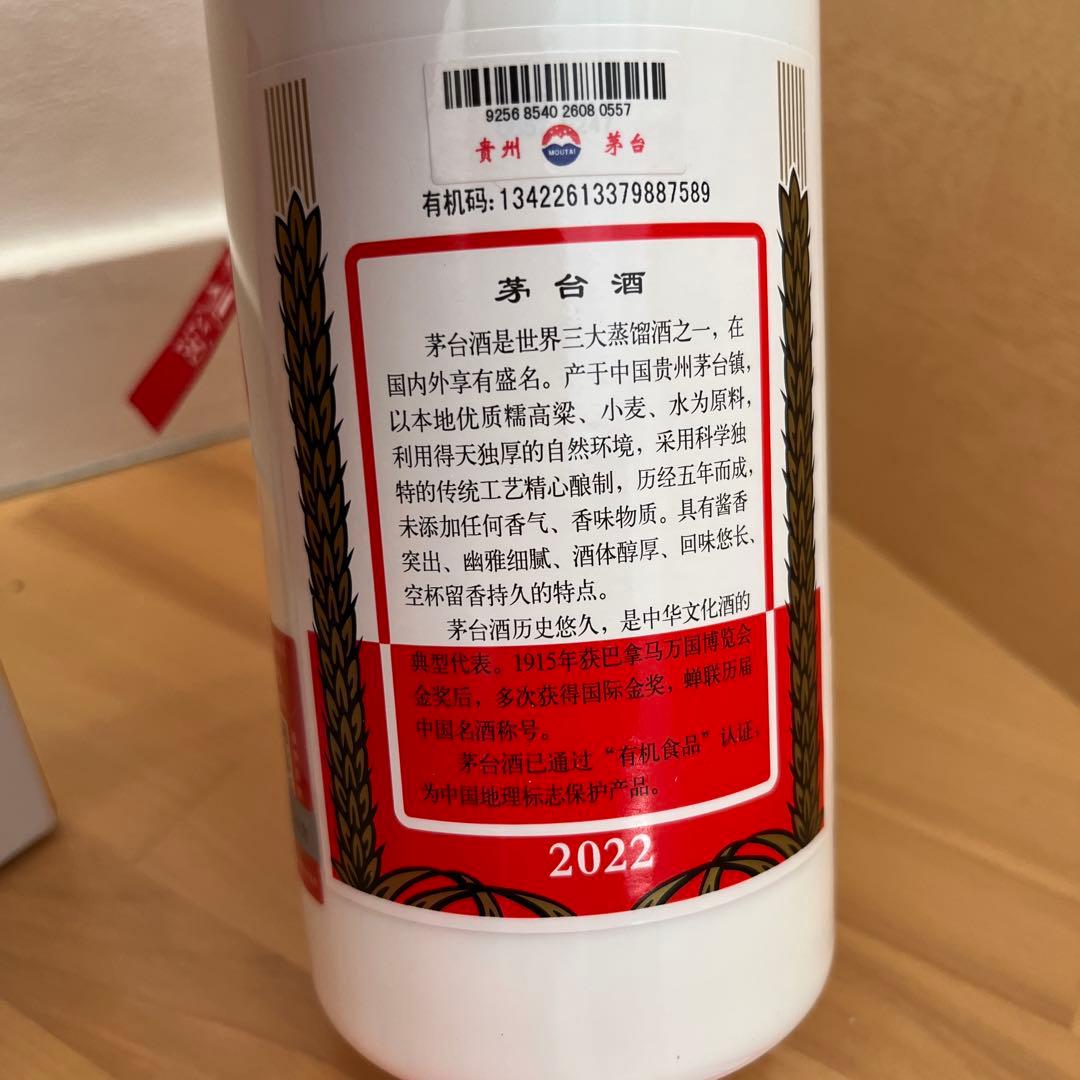 9256 8540 2608 0557
贵州 MOUTAI 茅台
有机码:13422613379887589
茅台酒
茅台酒是世界三大蒸馏酒之一，在
国内外享有盛名。产于中国贵州茅台镇，
以本地优质糯高粱、小麦、水为原料，
利用得天独厚的自然环境，采用科学独
特的传统工艺精心酿制，历经五年而成，
未添加任何香气、香味物质。具有酱香
突出、幽雅细腻、酒体醇厚、回味悠长、
空杯留香持久的特点。
茅台酒历史悠久，是中华文化酒的
典型代表。1915年获巴拿马万国博览会
金奖后，多次获得国际金奖，蝉联历届
中国名酒称号。
茅台酒已通过“有机食品”认证，
为中国地理标志保护产品。
2022